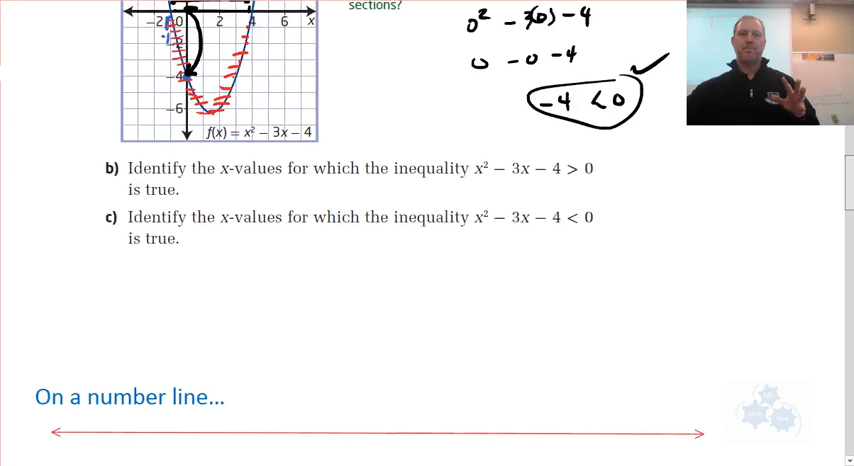 sections?
0² - 3(0) - 4
0 - 0 - 4
-4 < 0
-2 0 2 4 6 x
-4
-6
f(x) = x² − 3x − 4
b) Identify the x-values for which the inequality x² − 3x − 4 > 0
is true.
c) Identify the x-values for which the inequality x² − 3x − 4 < 0
is true.
On a number line...